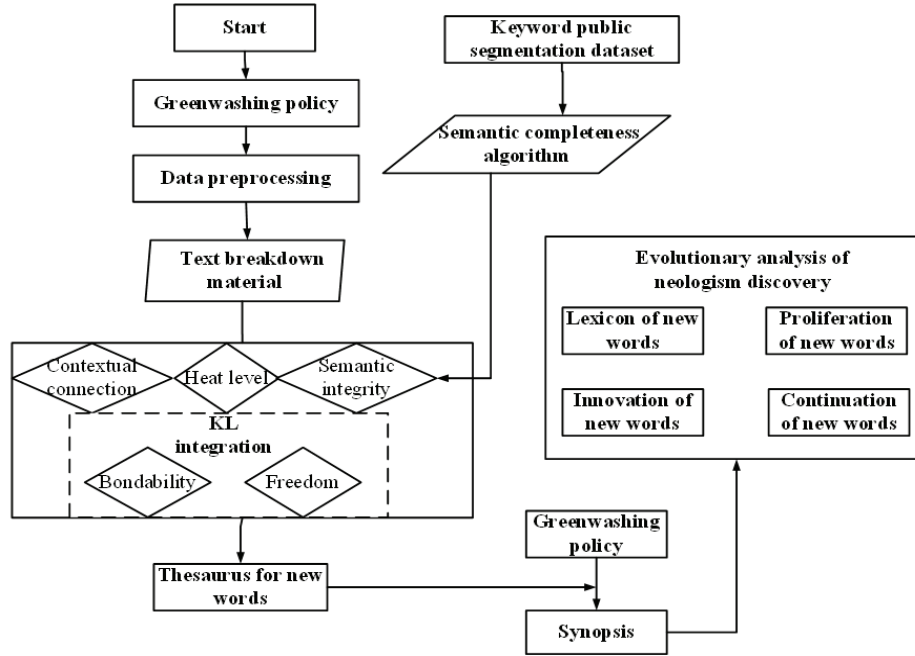 Start
Keyword public
segmentation dataset
Greenwashing policy
Semantic completeness
algorithm
Data preprocessing
Text breakdown
material
Evolutionary analysis of
neologism discovery
Lexicon of new
words
Proliferation
of new words
Innovation of
new words
Continuation
of new words
Contextual
connection
Heat level
Semantic
integrity
KL
integration
Bondability
Freedom
Greenwashing
policy
Thesaurus for new
words
Synopsis